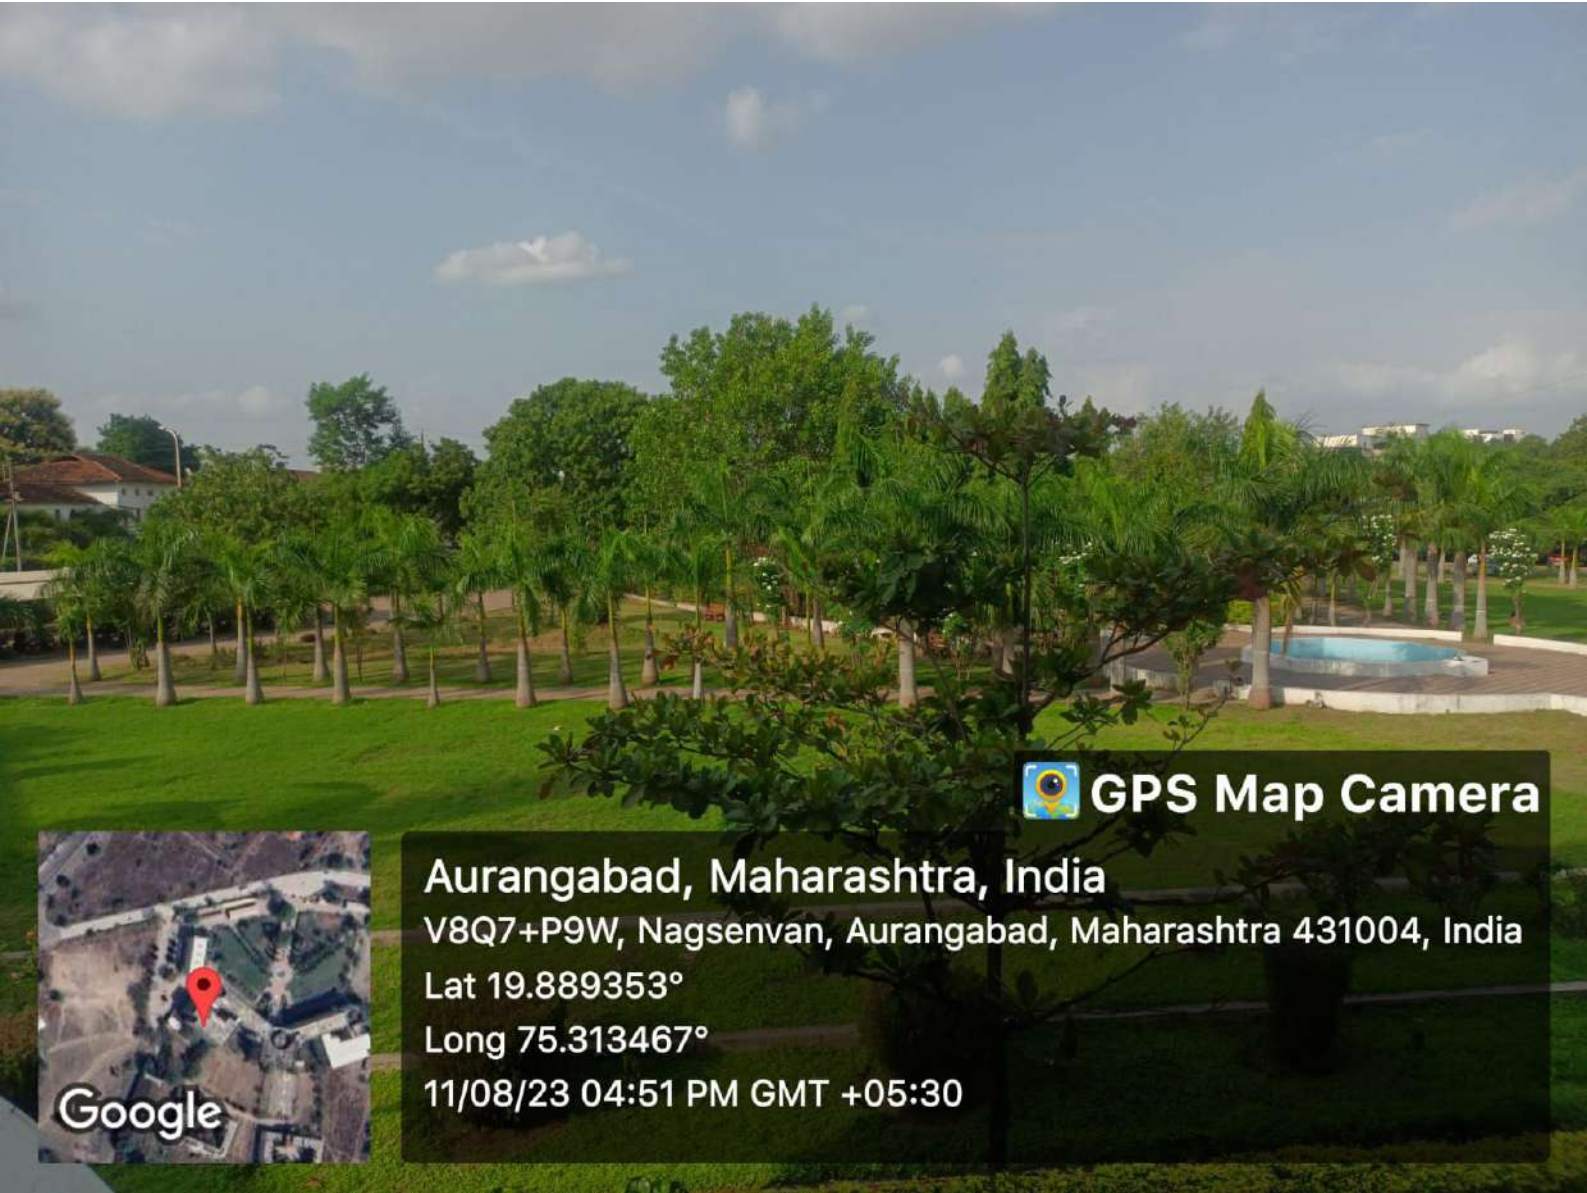 GPS Map Camera
Aurangabad, Maharashtra, India
V8Q7+P9W, Nagsenvan, Aurangabad, Maharashtra 431004, India
Lat 19.889353°
Long 75.313467°
11/08/23 04:51 PM GMT +05:30
Google